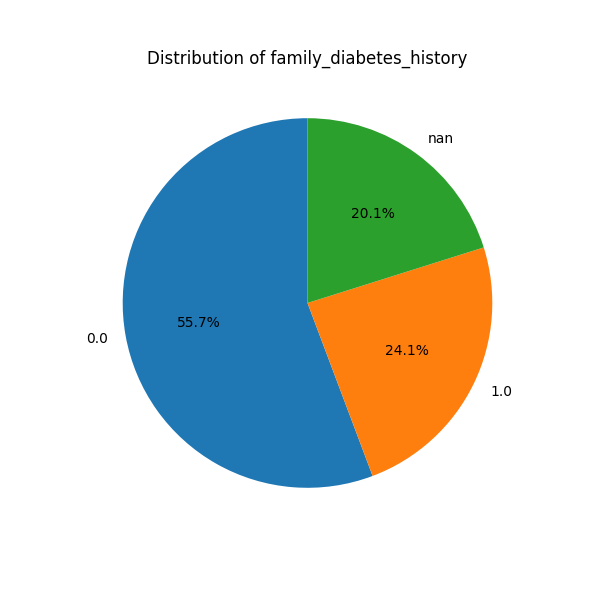 Distribution of family_diabetes_history
nan
20.1%
55.7%
0.0
24.1%
1.0